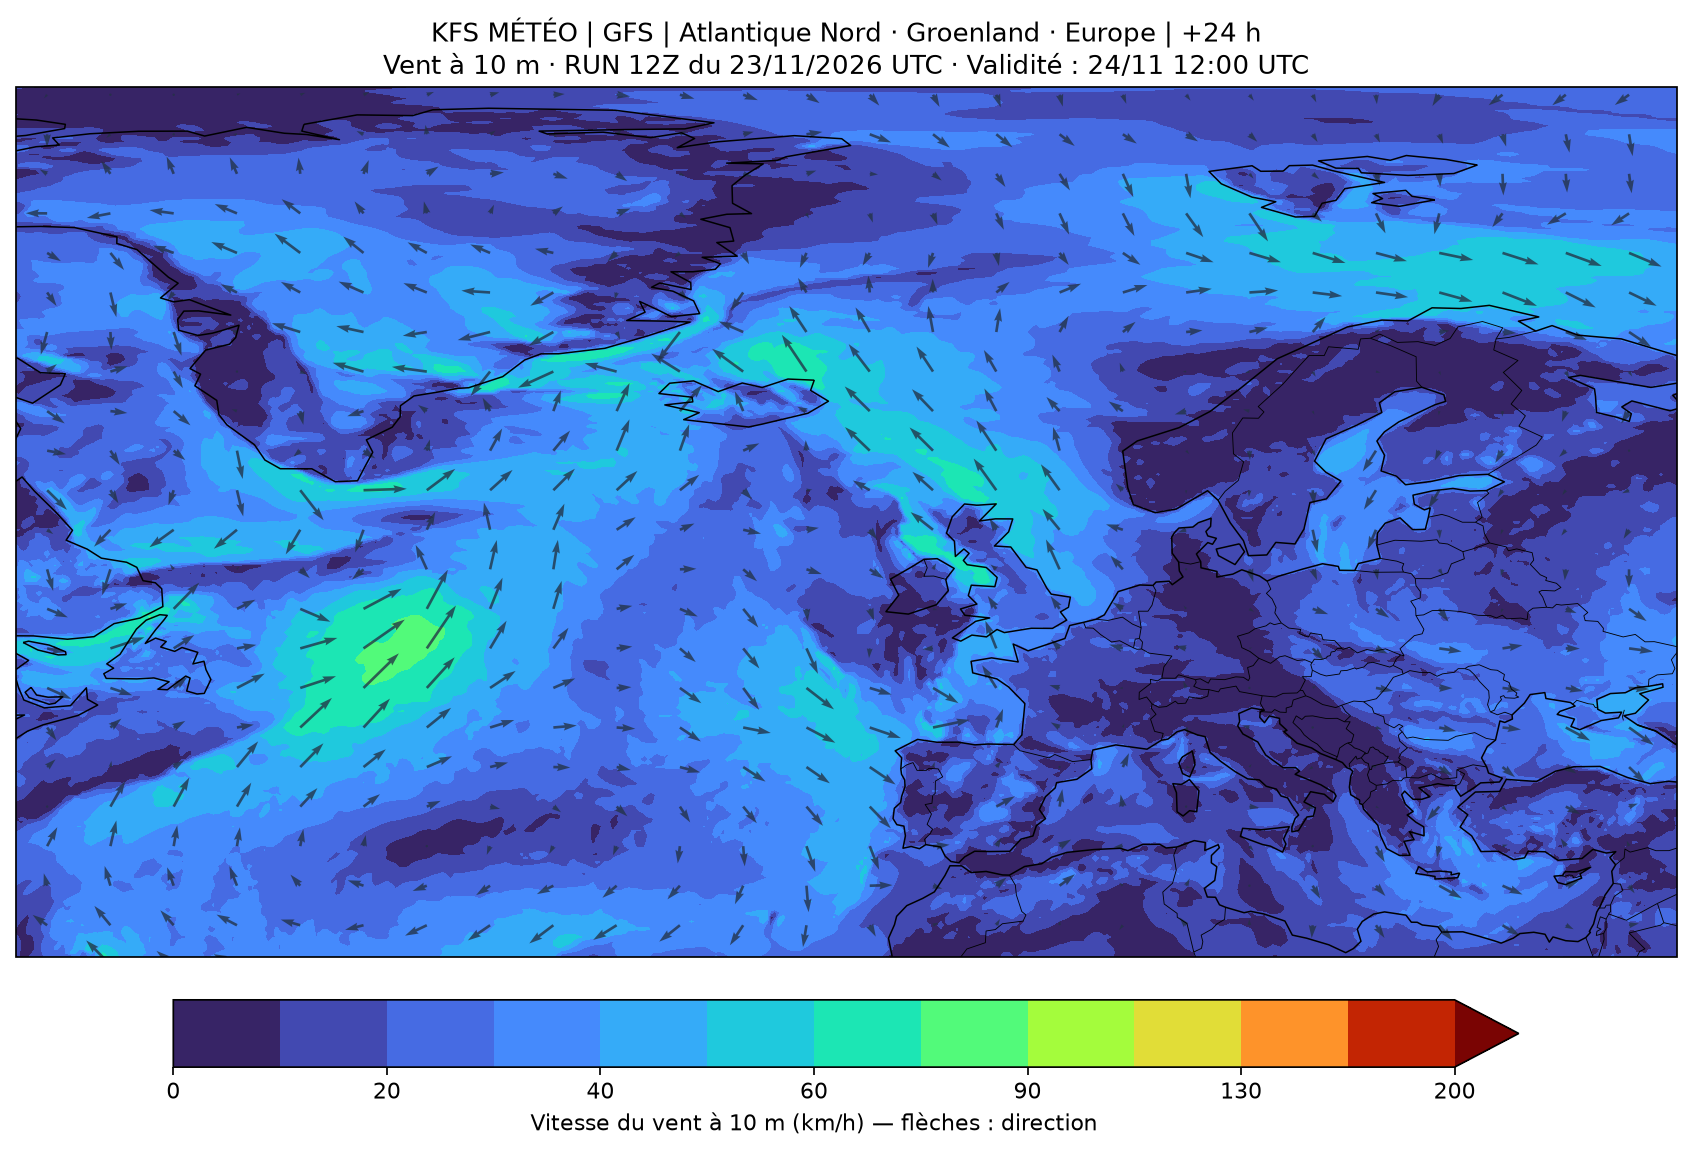 KFS MÉTÉO | GFS | Atlantique Nord · Groenland · Europe | +24 h
Vent à 10 m · RUN 12Z du 23/11/2026 UTC · Validité : 24/11 12:00 UTC
0 20 40 60 90 130 200
Vitesse du vent à 10 m (km/h) — flèches : direction